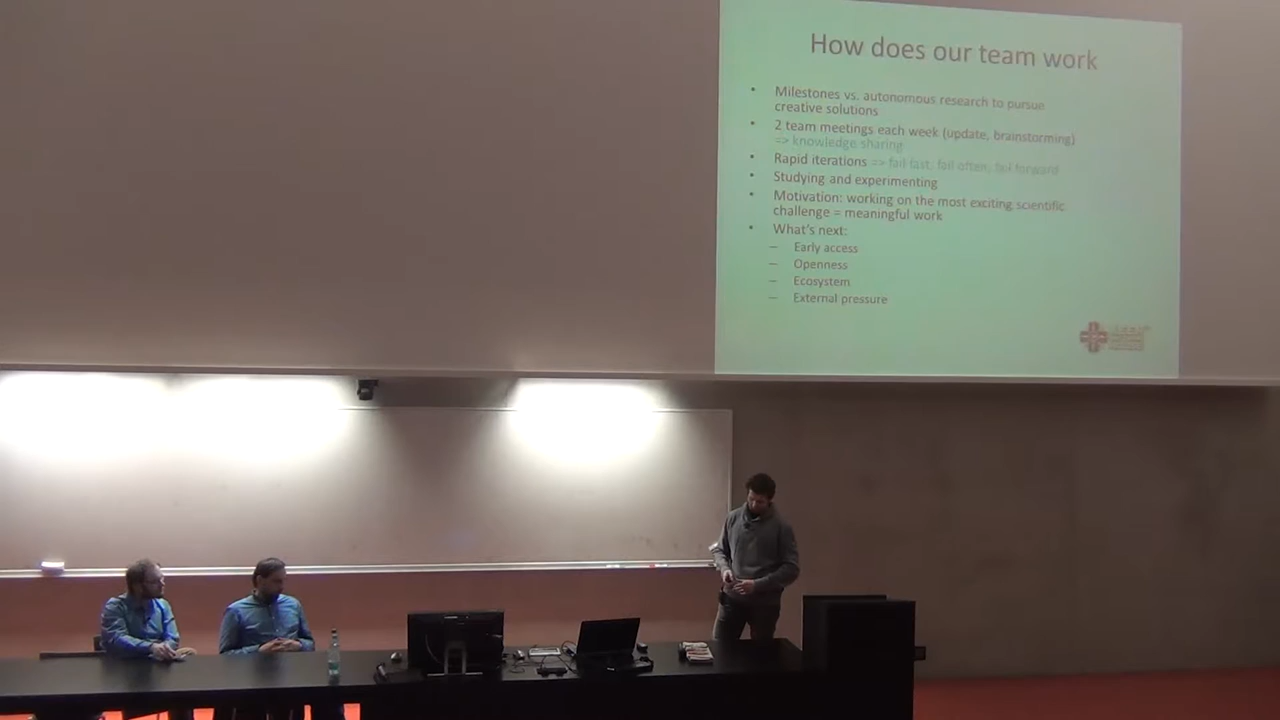 How does our team work
• Milestones vs. autonomous research to pursue
creative solutions
• 2 team meetings each week (update, brainstorming)
=> knowledge sharing
• Rapid iterations => fail fast, fail often, fail forward
• Studying and experimenting
• Motivation: working on the most exciting scientific
challenge = meaningful work
• What's next:
– Early access
– Openness
– Ecosystem
– External pressure